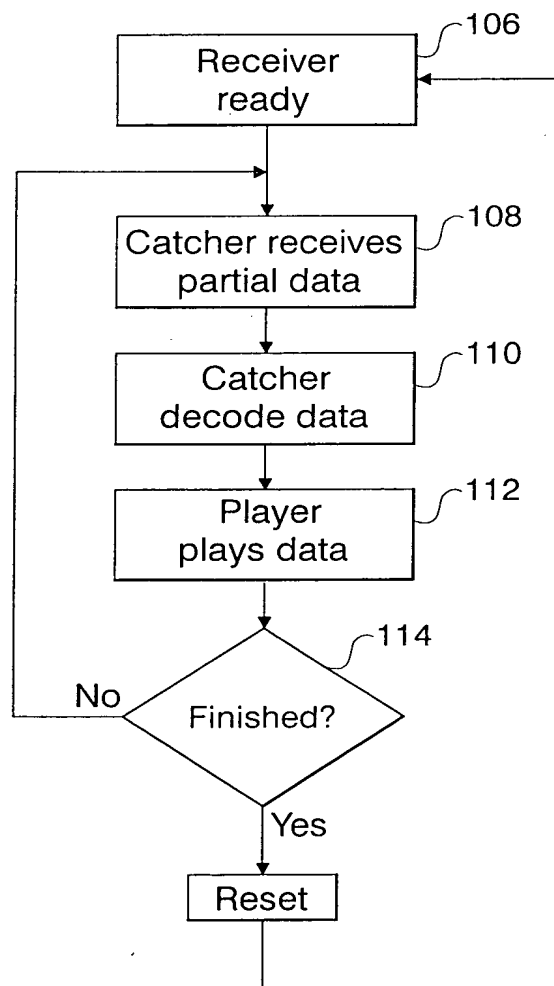 106
Receiver
ready
108
Catcher receives
partial data
110
Catcher
decode data
112
Player
plays data
114
No
Finished?
Yes
Reset